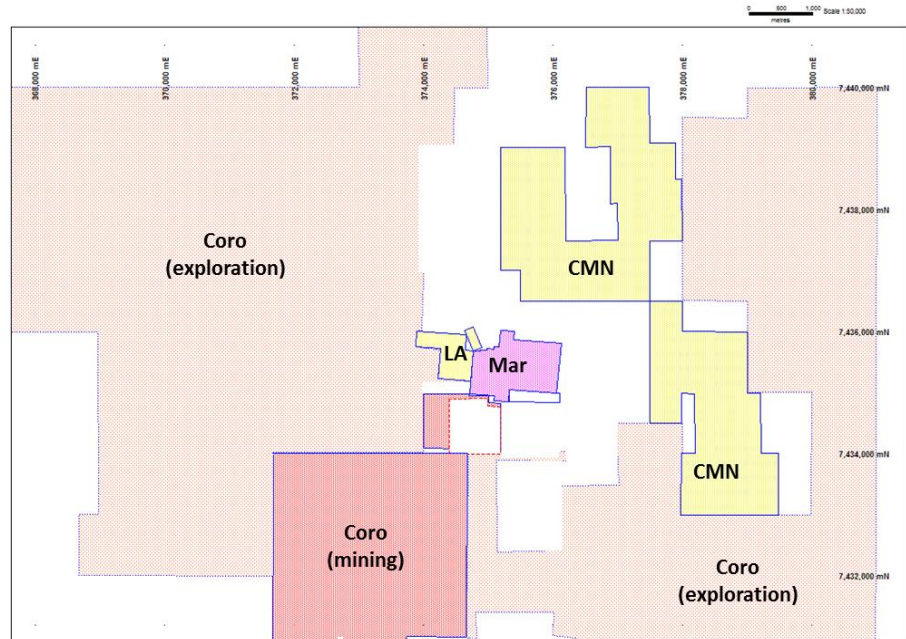 0 500 1,000 Scale 1:50,000
metres
368,000 mE
370,000 mE
372,000 mE
374,000 mE
376,000 mE
378,000 mE
380,000 mE
7,440,000 mN
7,438,000 mN
Coro
(exploration)
CMN
7,436,000 mN
LA
Mar
7,434,000 mN
CMN
Coro
(mining)
Coro
(exploration)
7,432,000 mN